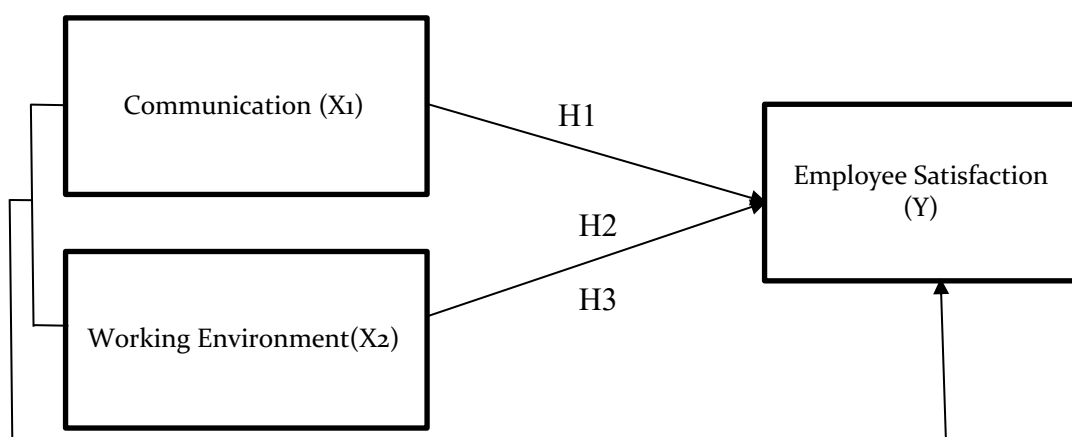 Communication (X1)
H1
Employee Satisfaction
(Y)
H2
H3
Working Environment(X2)